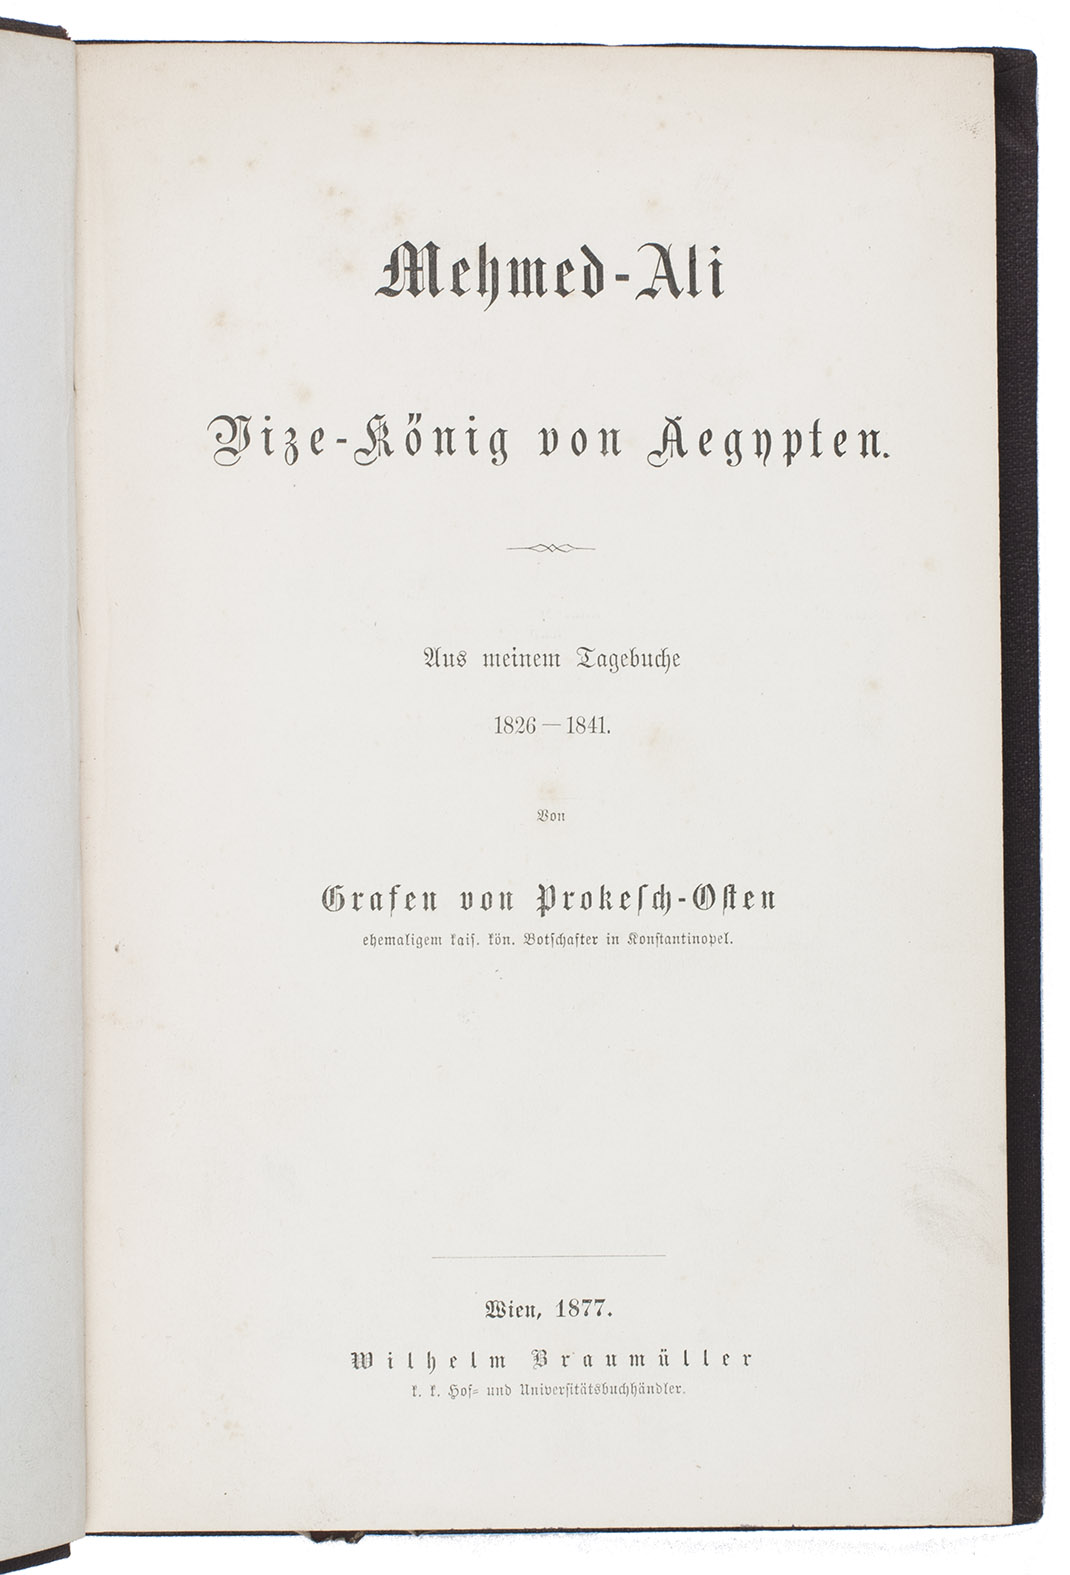 Mehmed-Ali
Vize-König von Aegypten.
Aus meinem Tagebuche
1826—1841.
Von
Grafen von Prokesch-Osten
ehemaligem kais. kön. Botschafter in Konstantinopel.
Wien, 1877.
Wilhelm Braumüller
k. k. Hof- und Universitätsbuchhändler.